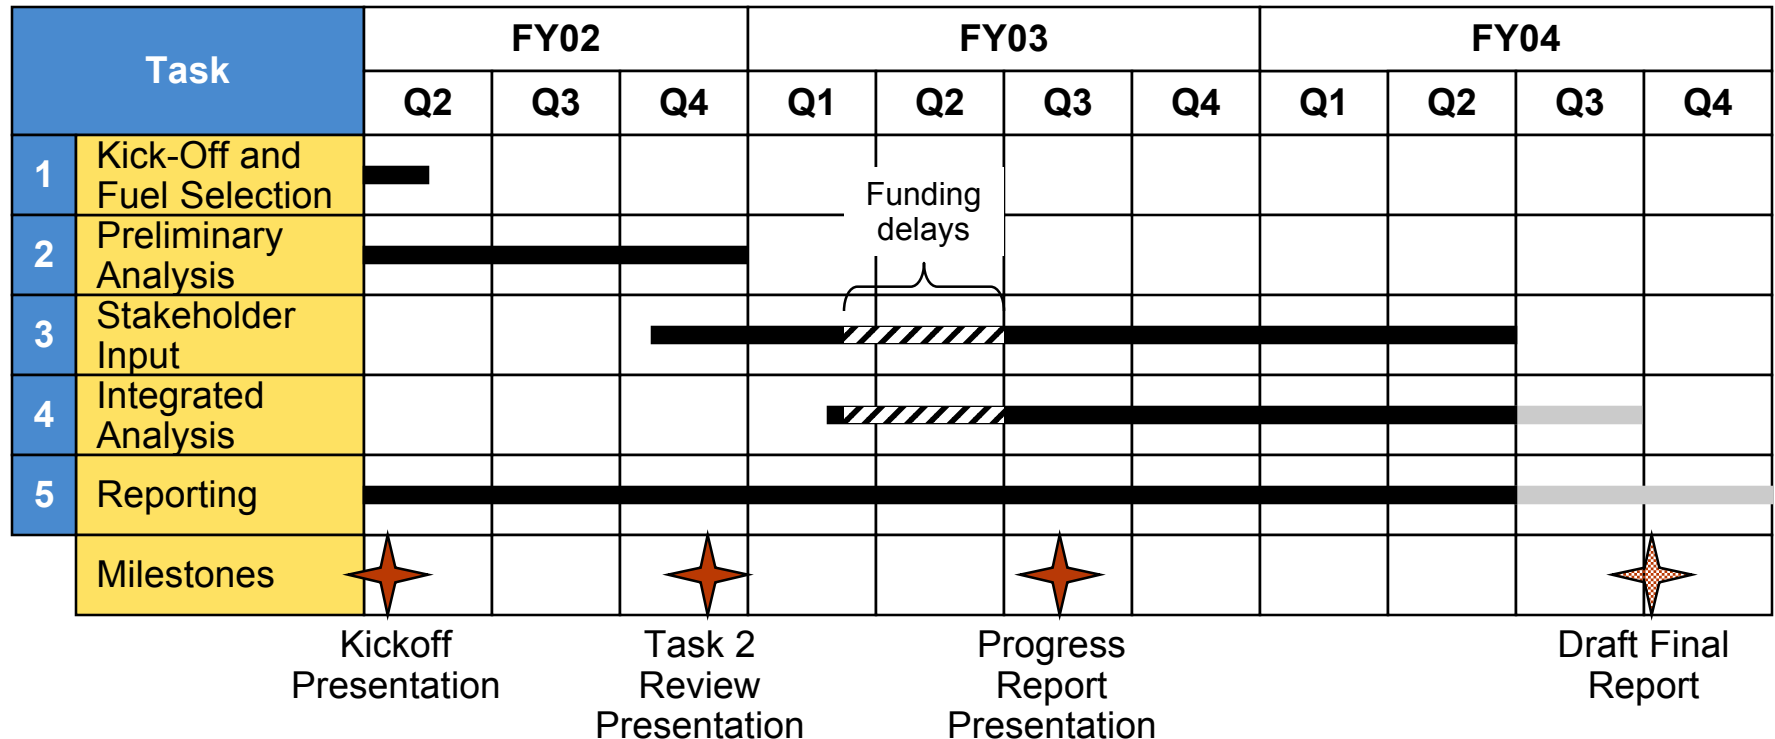 Task
FY02
FY03
FY04
Q2
Q3
Q4
Q1
Q2
Q3
Q4
Q1
Q2
Q3
Q4
1
Kick-Off and
Fuel Selection
Funding
delays
2
Preliminary
Analysis
3
Stakeholder
Input
4
Integrated
Analysis
5
Reporting
Milestones
Kickoff
Presentation
Task 2
Review
Presentation
Progress
Report
Presentation
Draft Final
Report